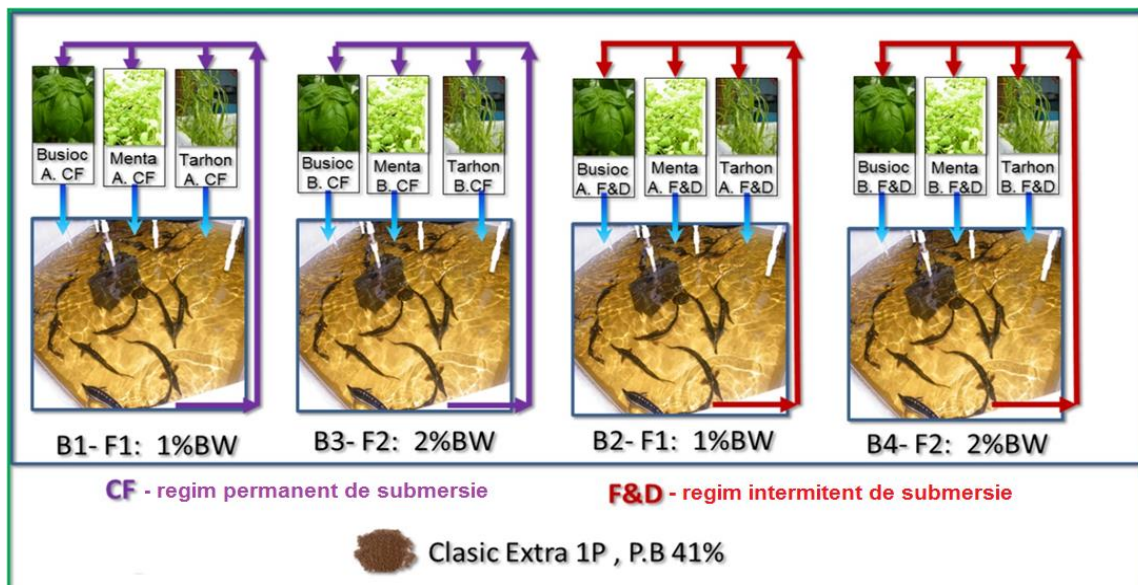 Busioc
A. CF
Menta
A. CF
Tarhon
A. CF
Busioc
B. CF
Menta
B. CF
Tarhon
B.CF
Busioc
A. F&D
Menta
A. F&D
Tarhon
A. F&D
Busioc
B. F&D
Menta
B. F&D
Tarhon
B. F&D
B1- F1: 1%BW
B3- F2: 2%BW
B2- F1: 1%BW
B4- F2: 2%BW
CF - regim permanent de submersie
F&D - regim intermitent de submersie
Clasic Extra 1P , P.B 41%